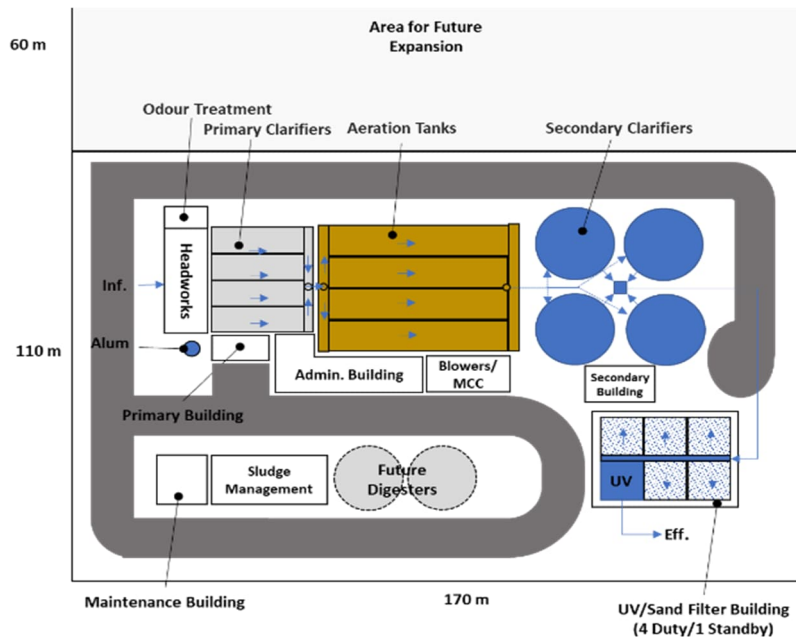 Area for Future
Expansion
60 m
Odour Treatment
Primary Clarifiers
Aeration Tanks
Secondary Clarifiers
Headworks
Inf.
Alum
110 m
Admin. Building
Blowers/
MCC
Secondary
Building
Primary Building
Sludge
Management
Future
Digesters
UV
Eff.
Maintenance Building
170 m
UV/Sand Filter Building
(4 Duty/1 Standby)